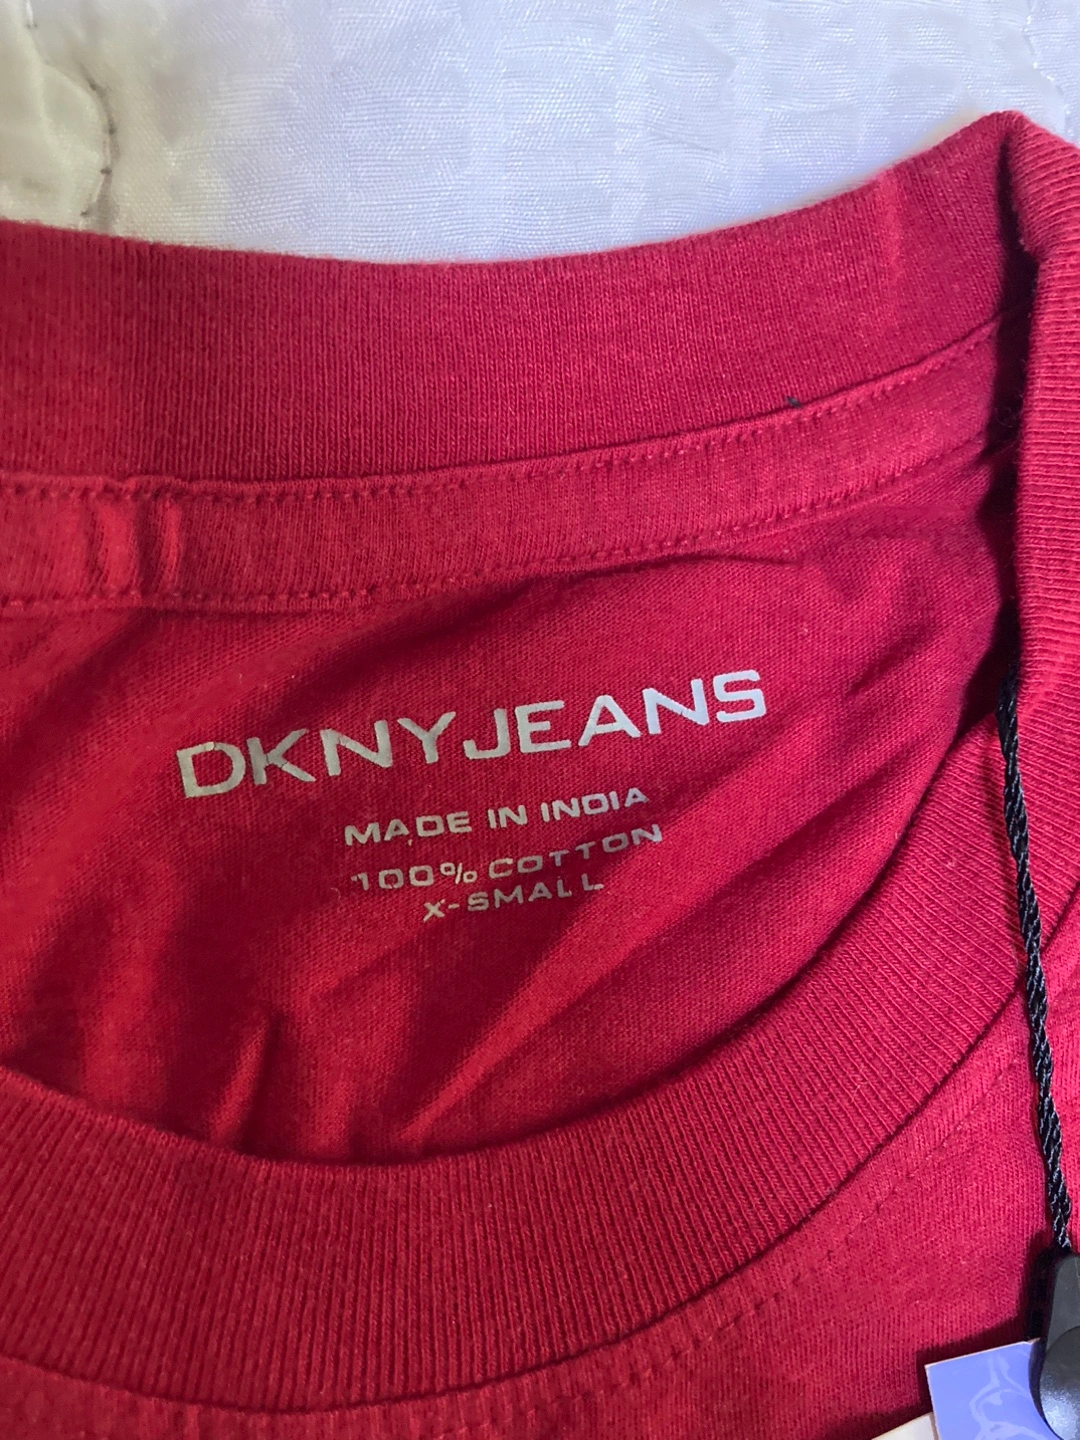 DKNYJEANS
MADE IN INDIA
100% COTTON
X-SMALL